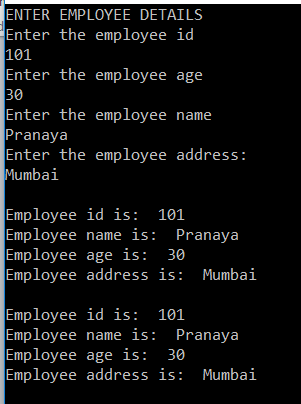 ENTER EMPLOYEE DETAILS
Enter the employee id
101
Enter the employee age
30
Enter the employee name
Pranaya
Enter the employee address:
Mumbai
Employee id is:  101
Employee name is:  Pranaya
Employee age is:  30
Employee address is:  Mumbai
Employee id is:  101
Employee name is:  Pranaya
Employee age is:  30
Employee address is:  Mumbai